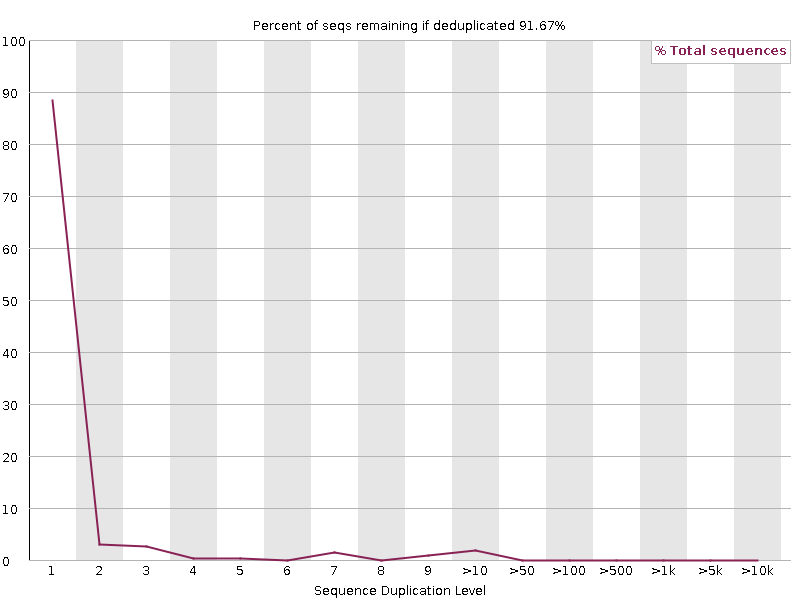 Percent of seqs remaining if deduplicated 91.67%
% Total sequences
100
90
80
70
60
50
40
30
20
10
0
1 2 3 4 5 6 7 8 9 >10 >50 >100 >500 >1k >5k >10k
Sequence Duplication Level